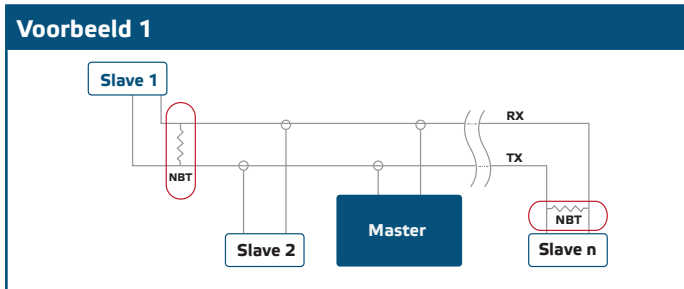 Voorbeeld 1
Slave 1
RX
TX
NBT
Master
NBT
Slave 2
Slave n